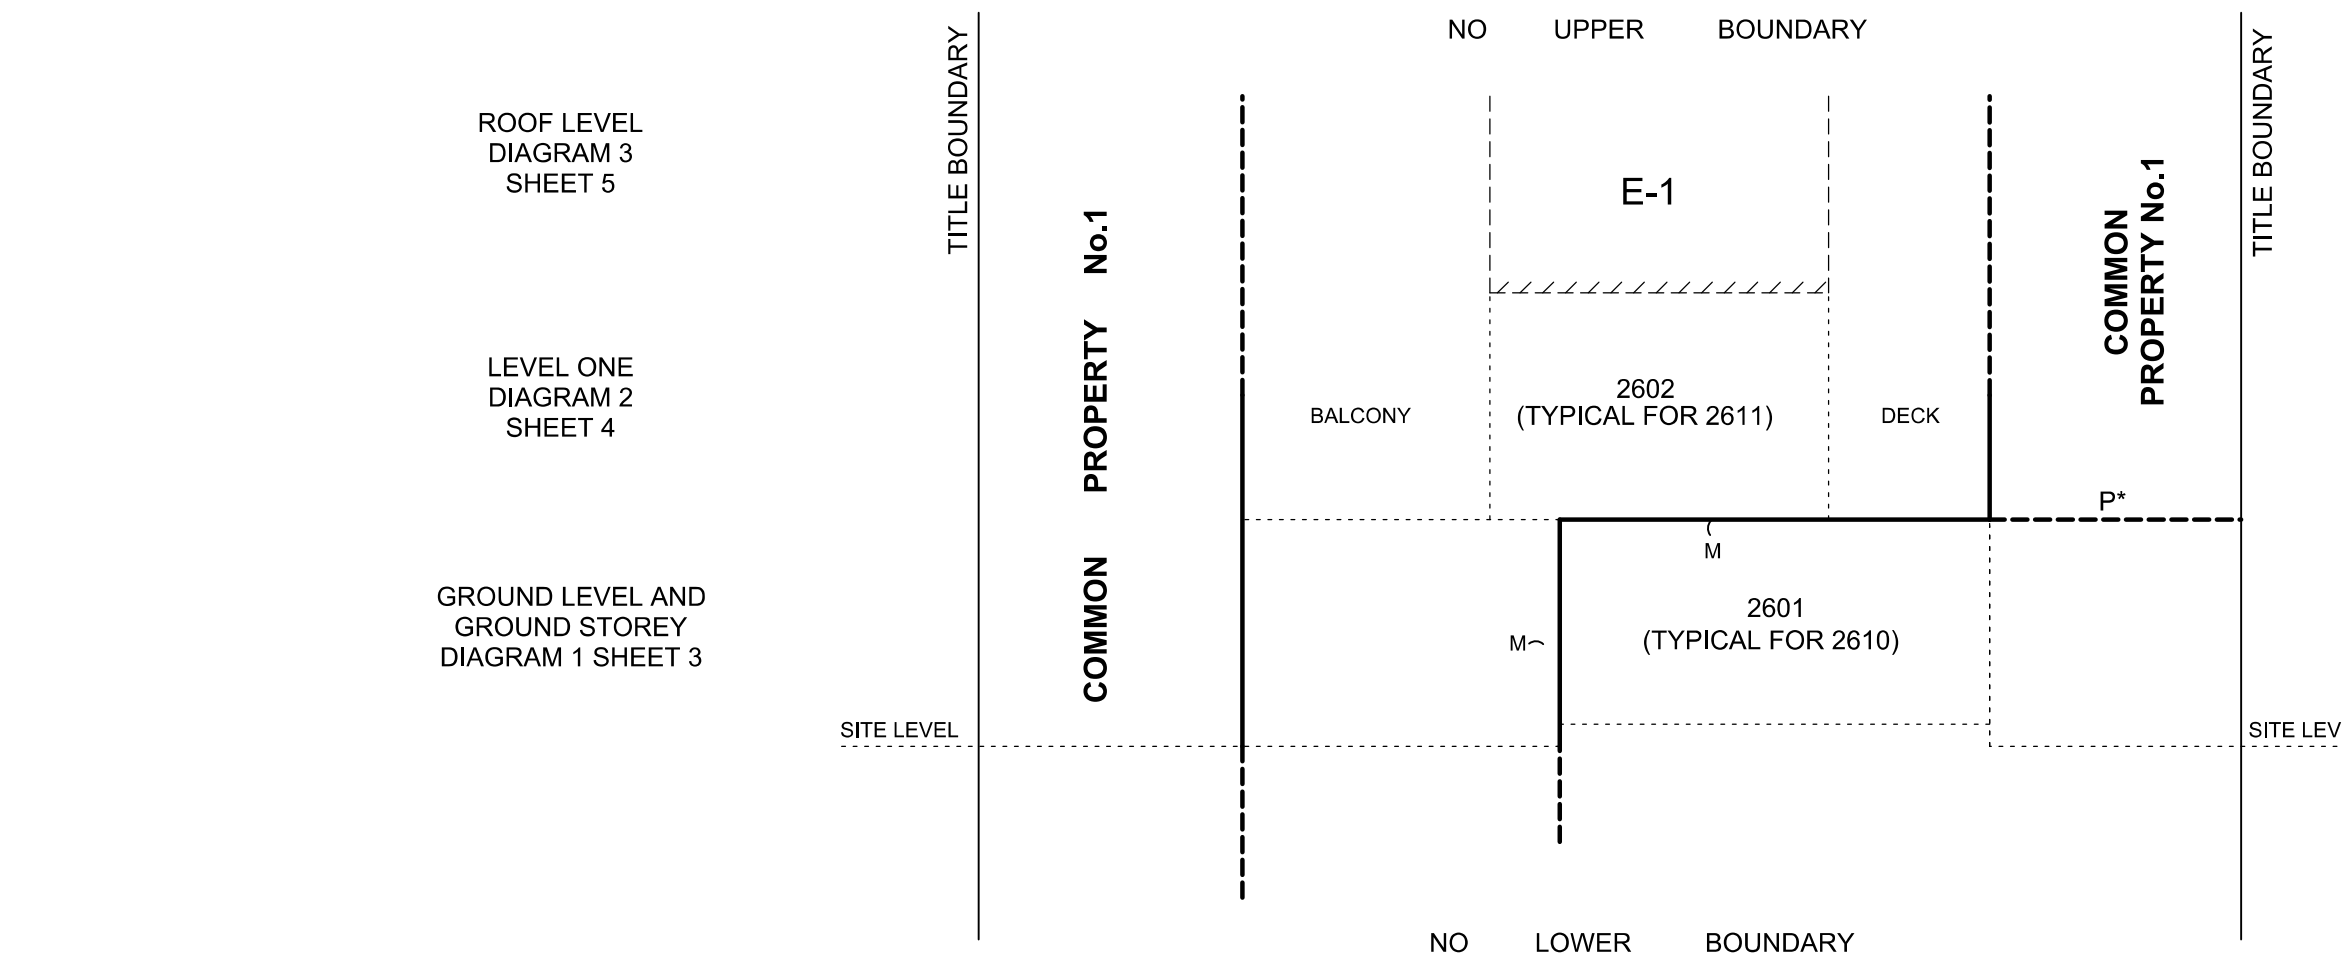 NO UPPER BOUNDARY
TITLE BOUNDARY
TITLE BOUNDARY
ROOF LEVEL
DIAGRAM 3
SHEET 5
E-1
COMMON PROPERTY No.1
COMMON
PROPERTY No.1
LEVEL ONE
DIAGRAM 2
SHEET 4
BALCONY
2602
(TYPICAL FOR 2611)
DECK
P*
M
GROUND LEVEL AND
GROUND STOREY
DIAGRAM 1 SHEET 3
M
2601
(TYPICAL FOR 2610)
SITE LEVEL
SITE LEV
NO LOWER BOUNDARY